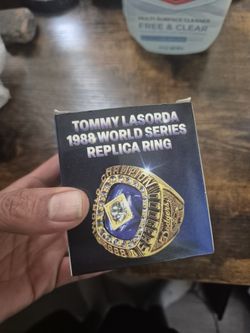 MULTI-SURFACE CLEANER
FREE & CLEAR
TOMMY LASORDA
1988 WORLD SERIES
REPLICA RING